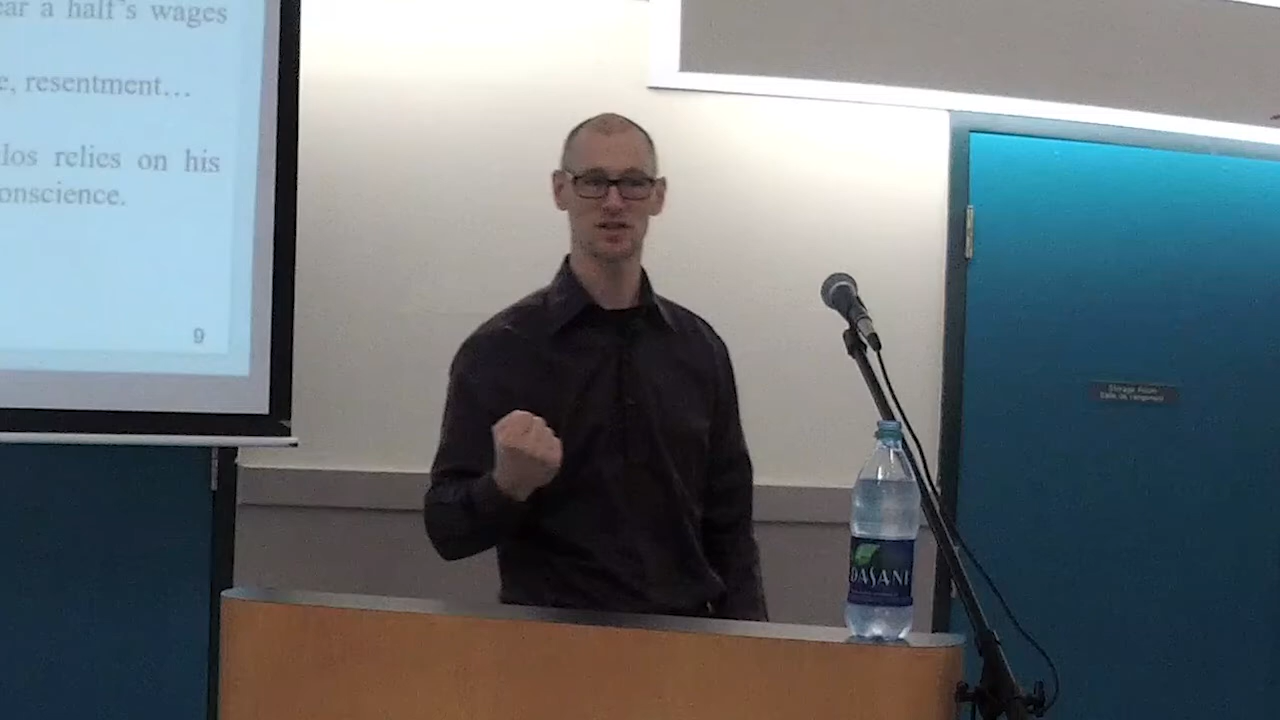 ear a half's wages
e, resentment…
los relies on his
onscience.
9
Storage Room
Salle de rangement
DASANI